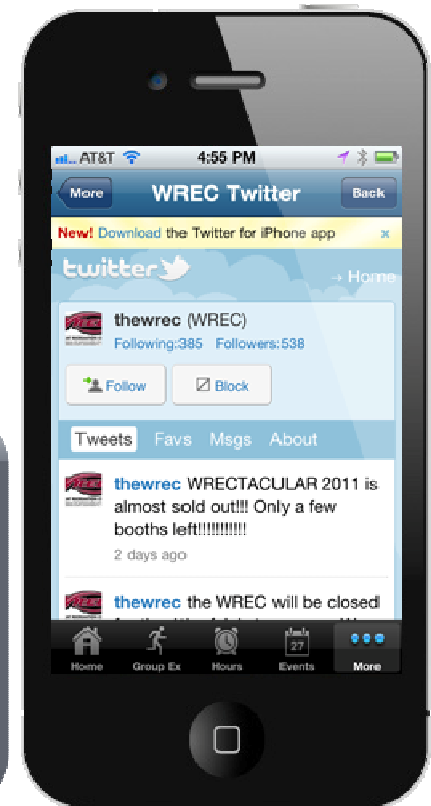 AT&T 4:55 PM
More WREC Twitter Back
New! Download the Twitter for iPhone app x
twitter
→ Home
thewrec (WREC)
Following:385 Followers:538
Follow Block
Tweets Favs Msgs About
thewrec WRECTACULAR 2011 is
almost sold out!!! Only a few
booths left!!!!!!!!!!!
2 days ago
thewrec the WREC will be closed
27
Home Group Ex Hours Events More